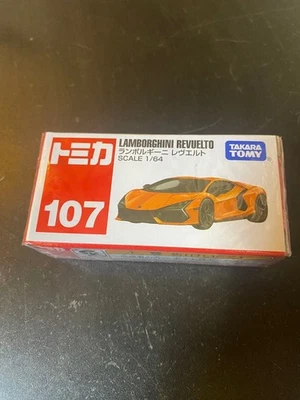 トミカ
107
LAMBORGHINI REVUELTO
ランボルギーニ レヴエルト
SCALE 1/64
TAKARA
TOMY